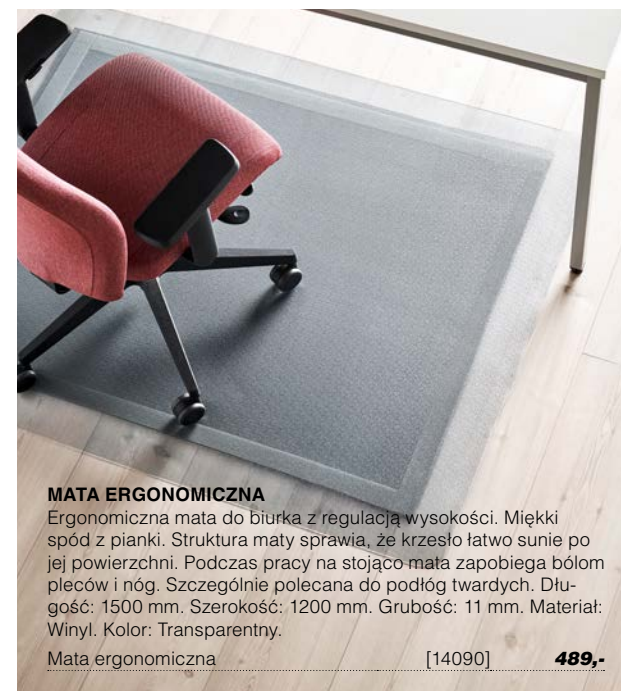 MATA ERGONOMICZNA
Ergonomiczna mata do biurka z regulacją wysokości. Miękki
spód z pianki. Struktura maty sprawia, że krzesło łatwo sunie po
jej powierzchni. Podczas pracy na stojąco mata zapobiega bólom
pleców i nóg. Szczególnie polecana do podłóg twardych. Dłu-
gość: 1500 mm. Szerokość: 1200 mm. Grubość: 11 mm. Materiał:
Winyl. Kolor: Transparentny.
Mata ergonomiczna [14090] 489,-